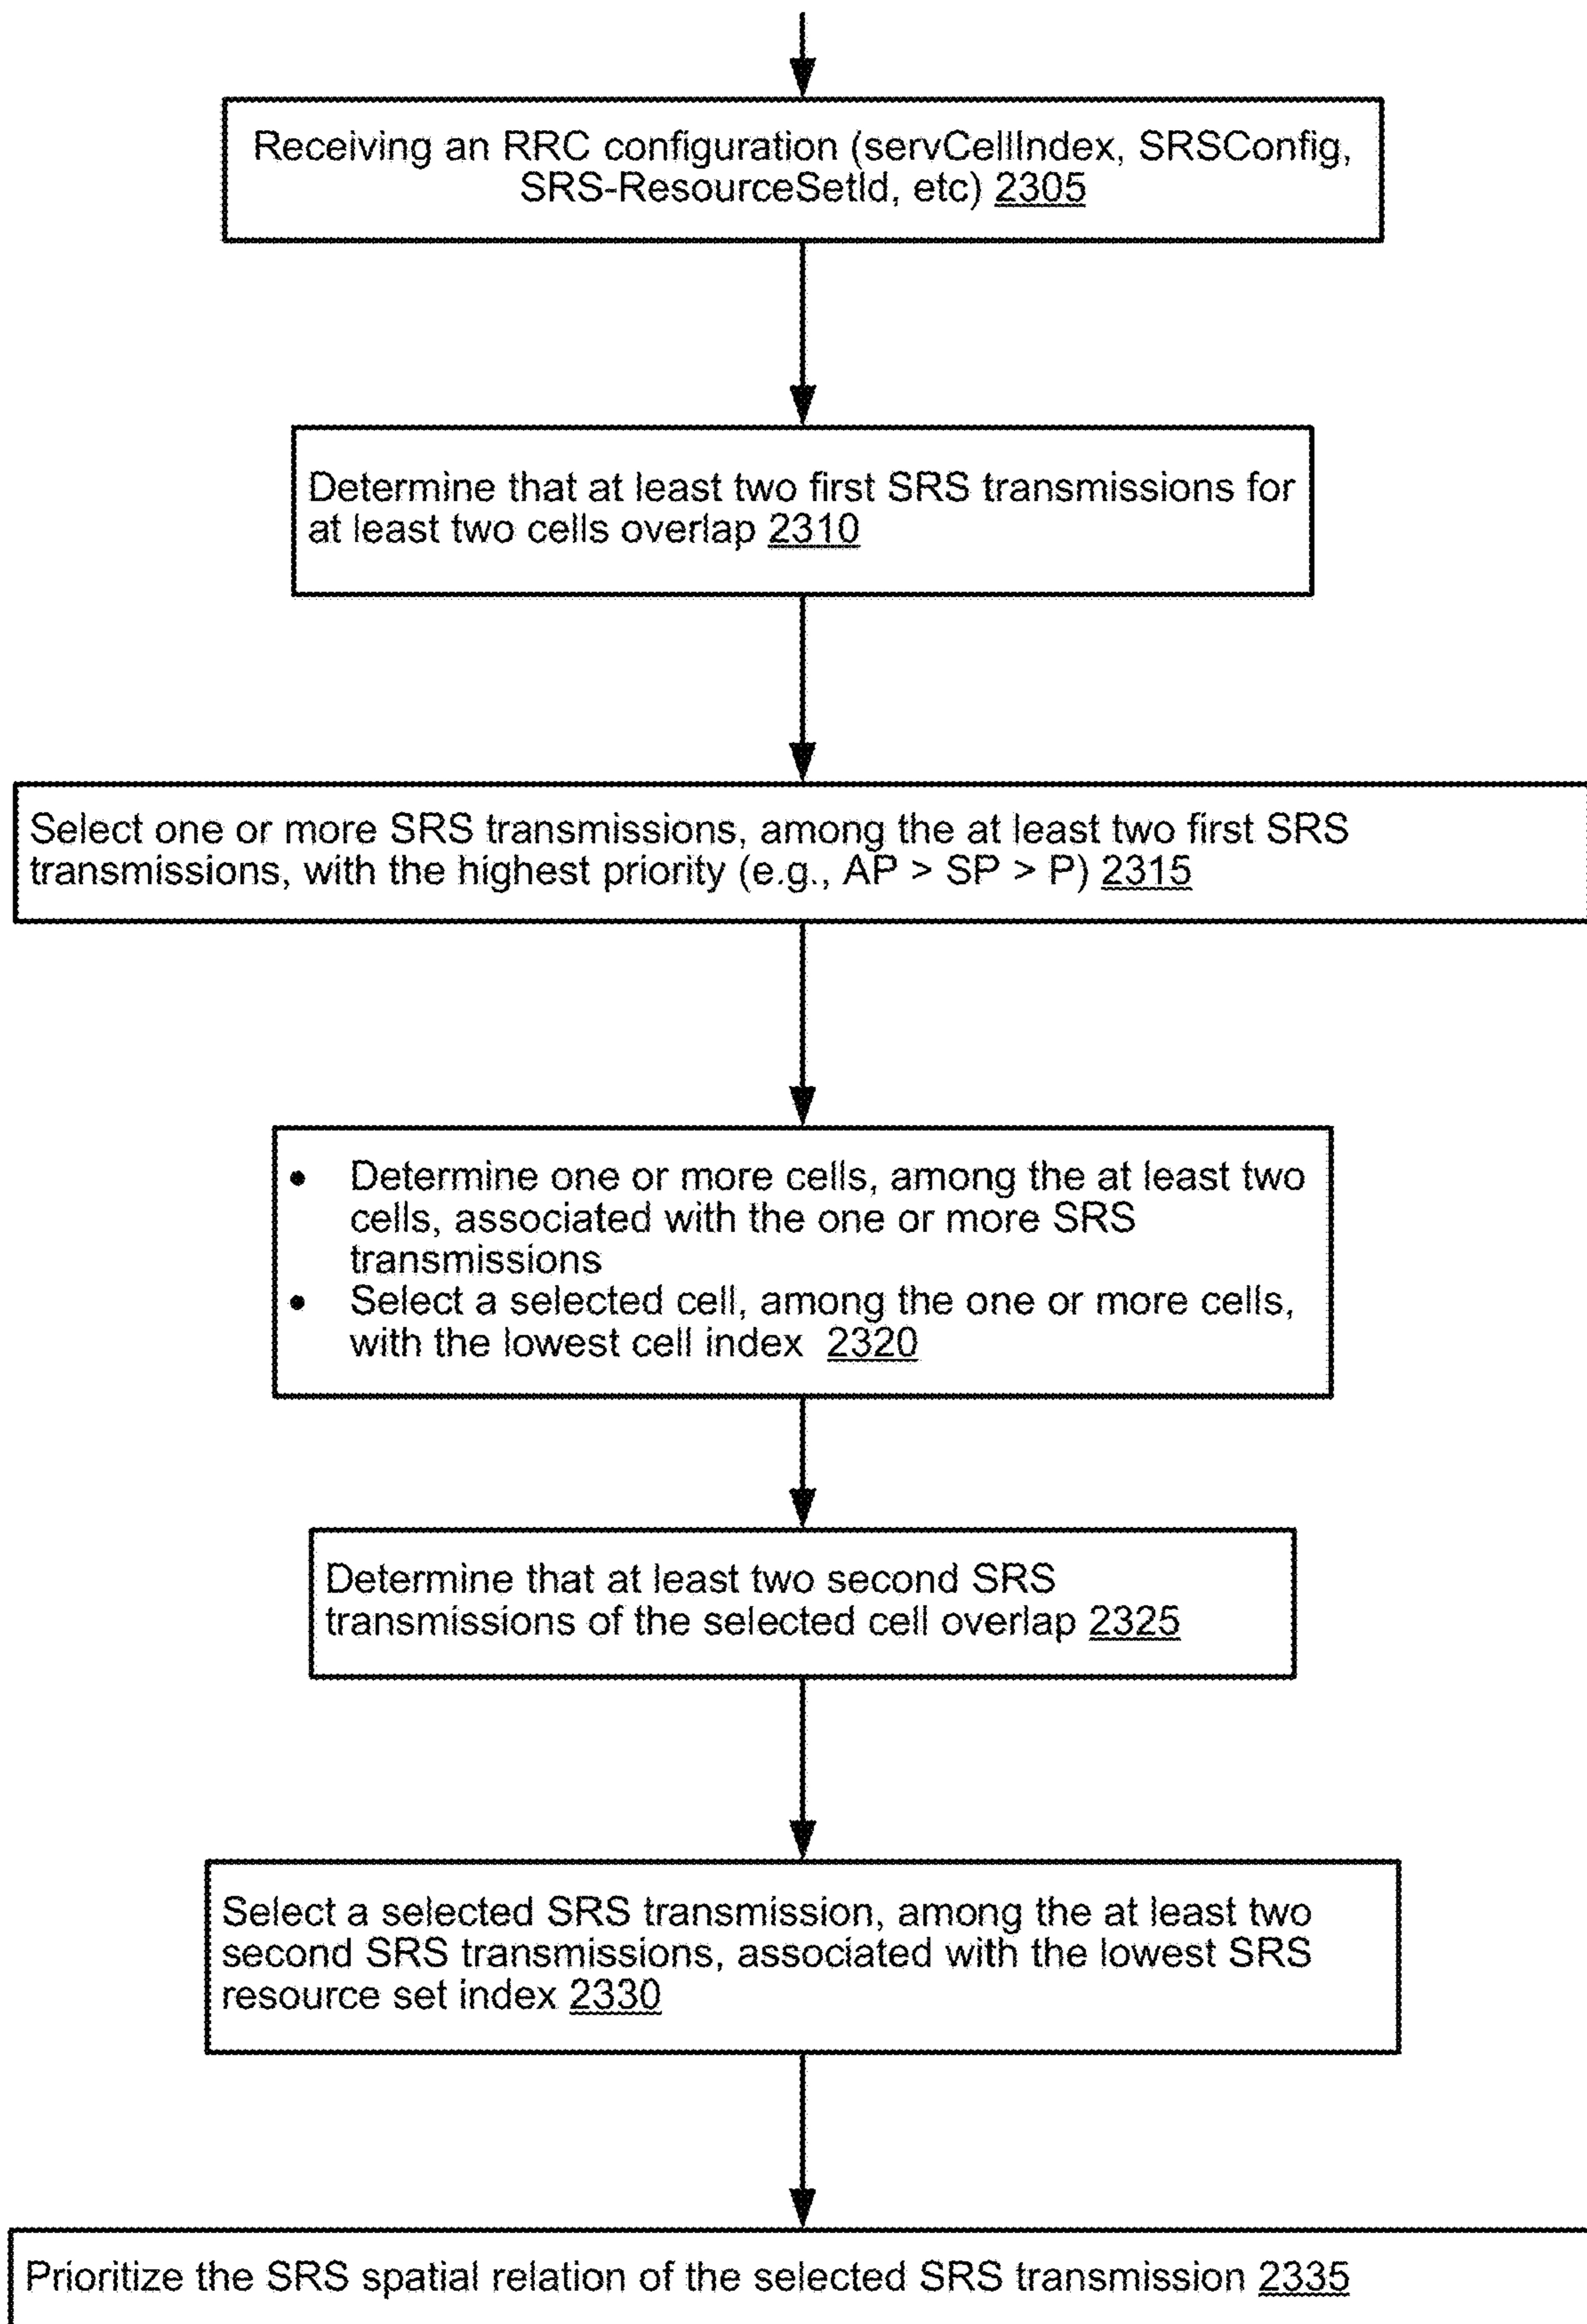 Receiving an RRC configuration (servCellIndex, SRSConfig,
SRS-ResourceSetId, etc) 2305
Determine that at least two first SRS transmissions for
at least two cells overlap 2310
Select one or more SRS transmissions, among the at least two first SRS
transmissions, with the highest priority (e.g., AP > SP > P) 2315
• Determine one or more cells, among the at least two
cells, associated with the one or more SRS
transmissions
• Select a selected cell, among the one or more cells,
with the lowest cell index 2320
Determine that at least two second SRS
transmissions of the selected cell overlap 2325
Select a selected SRS transmission, among the at least two
second SRS transmissions, associated with the lowest SRS
resource set index 2330
Prioritize the SRS spatial relation of the selected SRS transmission 2335